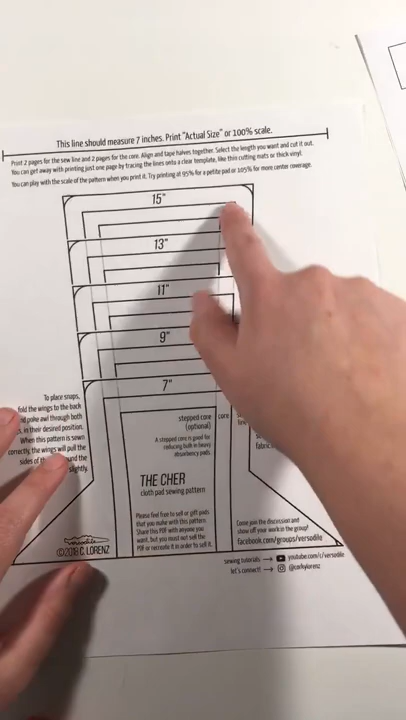 This line should measure 7 inches. Print "Actual Size" or 100% scale.
Print 2 pages for the sew line and 2 pages for the core. Align and tape halves together. Select the length you want and cut it out.
You can get away with printing just one page by tracing the lines onto a clear template, like thin cutting mats or thick vinyl.
You can play with the scale of the pattern when you print it. Try printing at 95% for a petite pad or 105% for more center coverage.
15"
13"
11"
9"
7"
To place snaps,
fold the wings to the back
poke awl through both
in their desired position.
When this pattern is sewn
correctly, the wings will pull the
sides of
slightly.
stepped core
(optional)
A stepped core is good for
reducing bulk in heavy
absorbency pads.
core
THE CHER
cloth pad sewing pattern
Please feel free to sell or gift pads
that you make with this pattern.
Share this PDF with anyone you
want, but you must not sell the
PDF or recreate it in order to sell it.
Come join the discussion and
show off your work in the group!
facebook.com/groups/versodile
versodile
©2018 C LORENZ
sewing tutorials → youtube.com/c/versodile
let's connect! → @corkylorenz